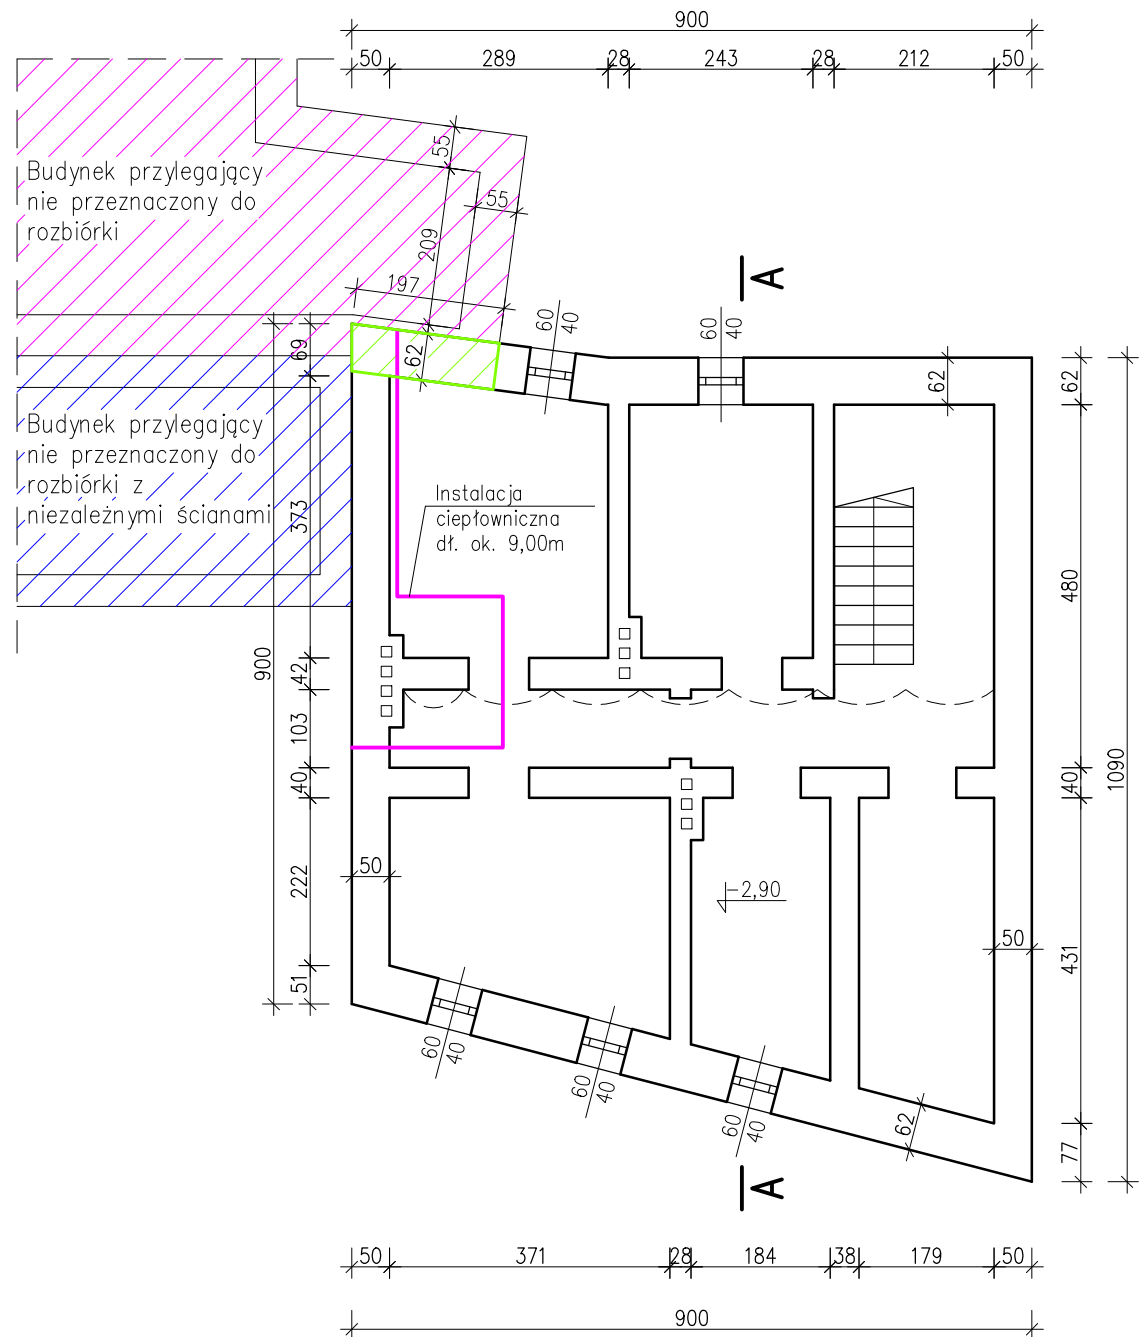 900
50 289 28 243 28 212 50
55
Budynek przylegający
nie przeznaczony do
rozbiórki
55
209
197
A
60
40
60
40
69
62
62
62
Budynek przylegający
nie przeznaczony do
rozbiórki z
niezależnymi ścianami
373
Instalacja
ciepłownicza
dł. ok. 9,00m
480
900
42
103
40
40
1090
222
50
-2,90
50
431
51
60
40
60
40
60
40
62
77
A
50 371 28 184 38 179 50
900